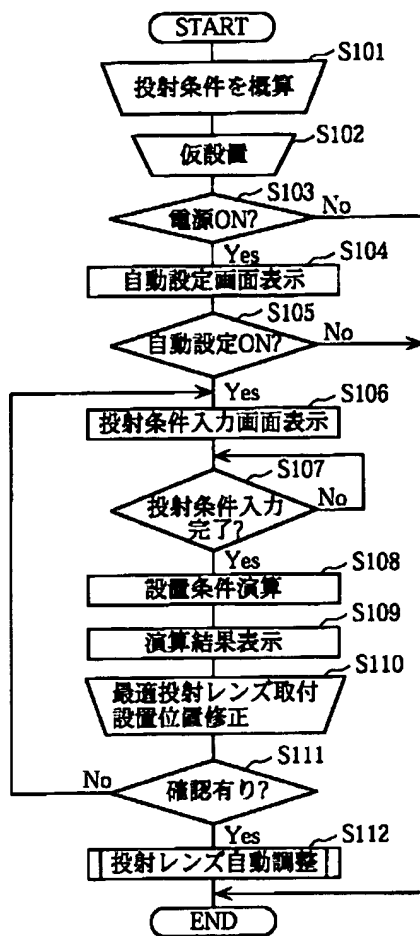 START
S101
投射条件を概算
S102
仮設置
S103
電源ON?
No
Yes
S104
自動設定画面表示
S105
自動設定ON?
No
Yes
S106
投射条件入力画面表示
S107
投射条件入力
完了?
No
Yes
S108
設置条件演算
S109
演算結果表示
S110
最適投射レンズ取付
設置位置修正
S111
確認有り?
No
Yes
S112
投射レンズ自動調整
END